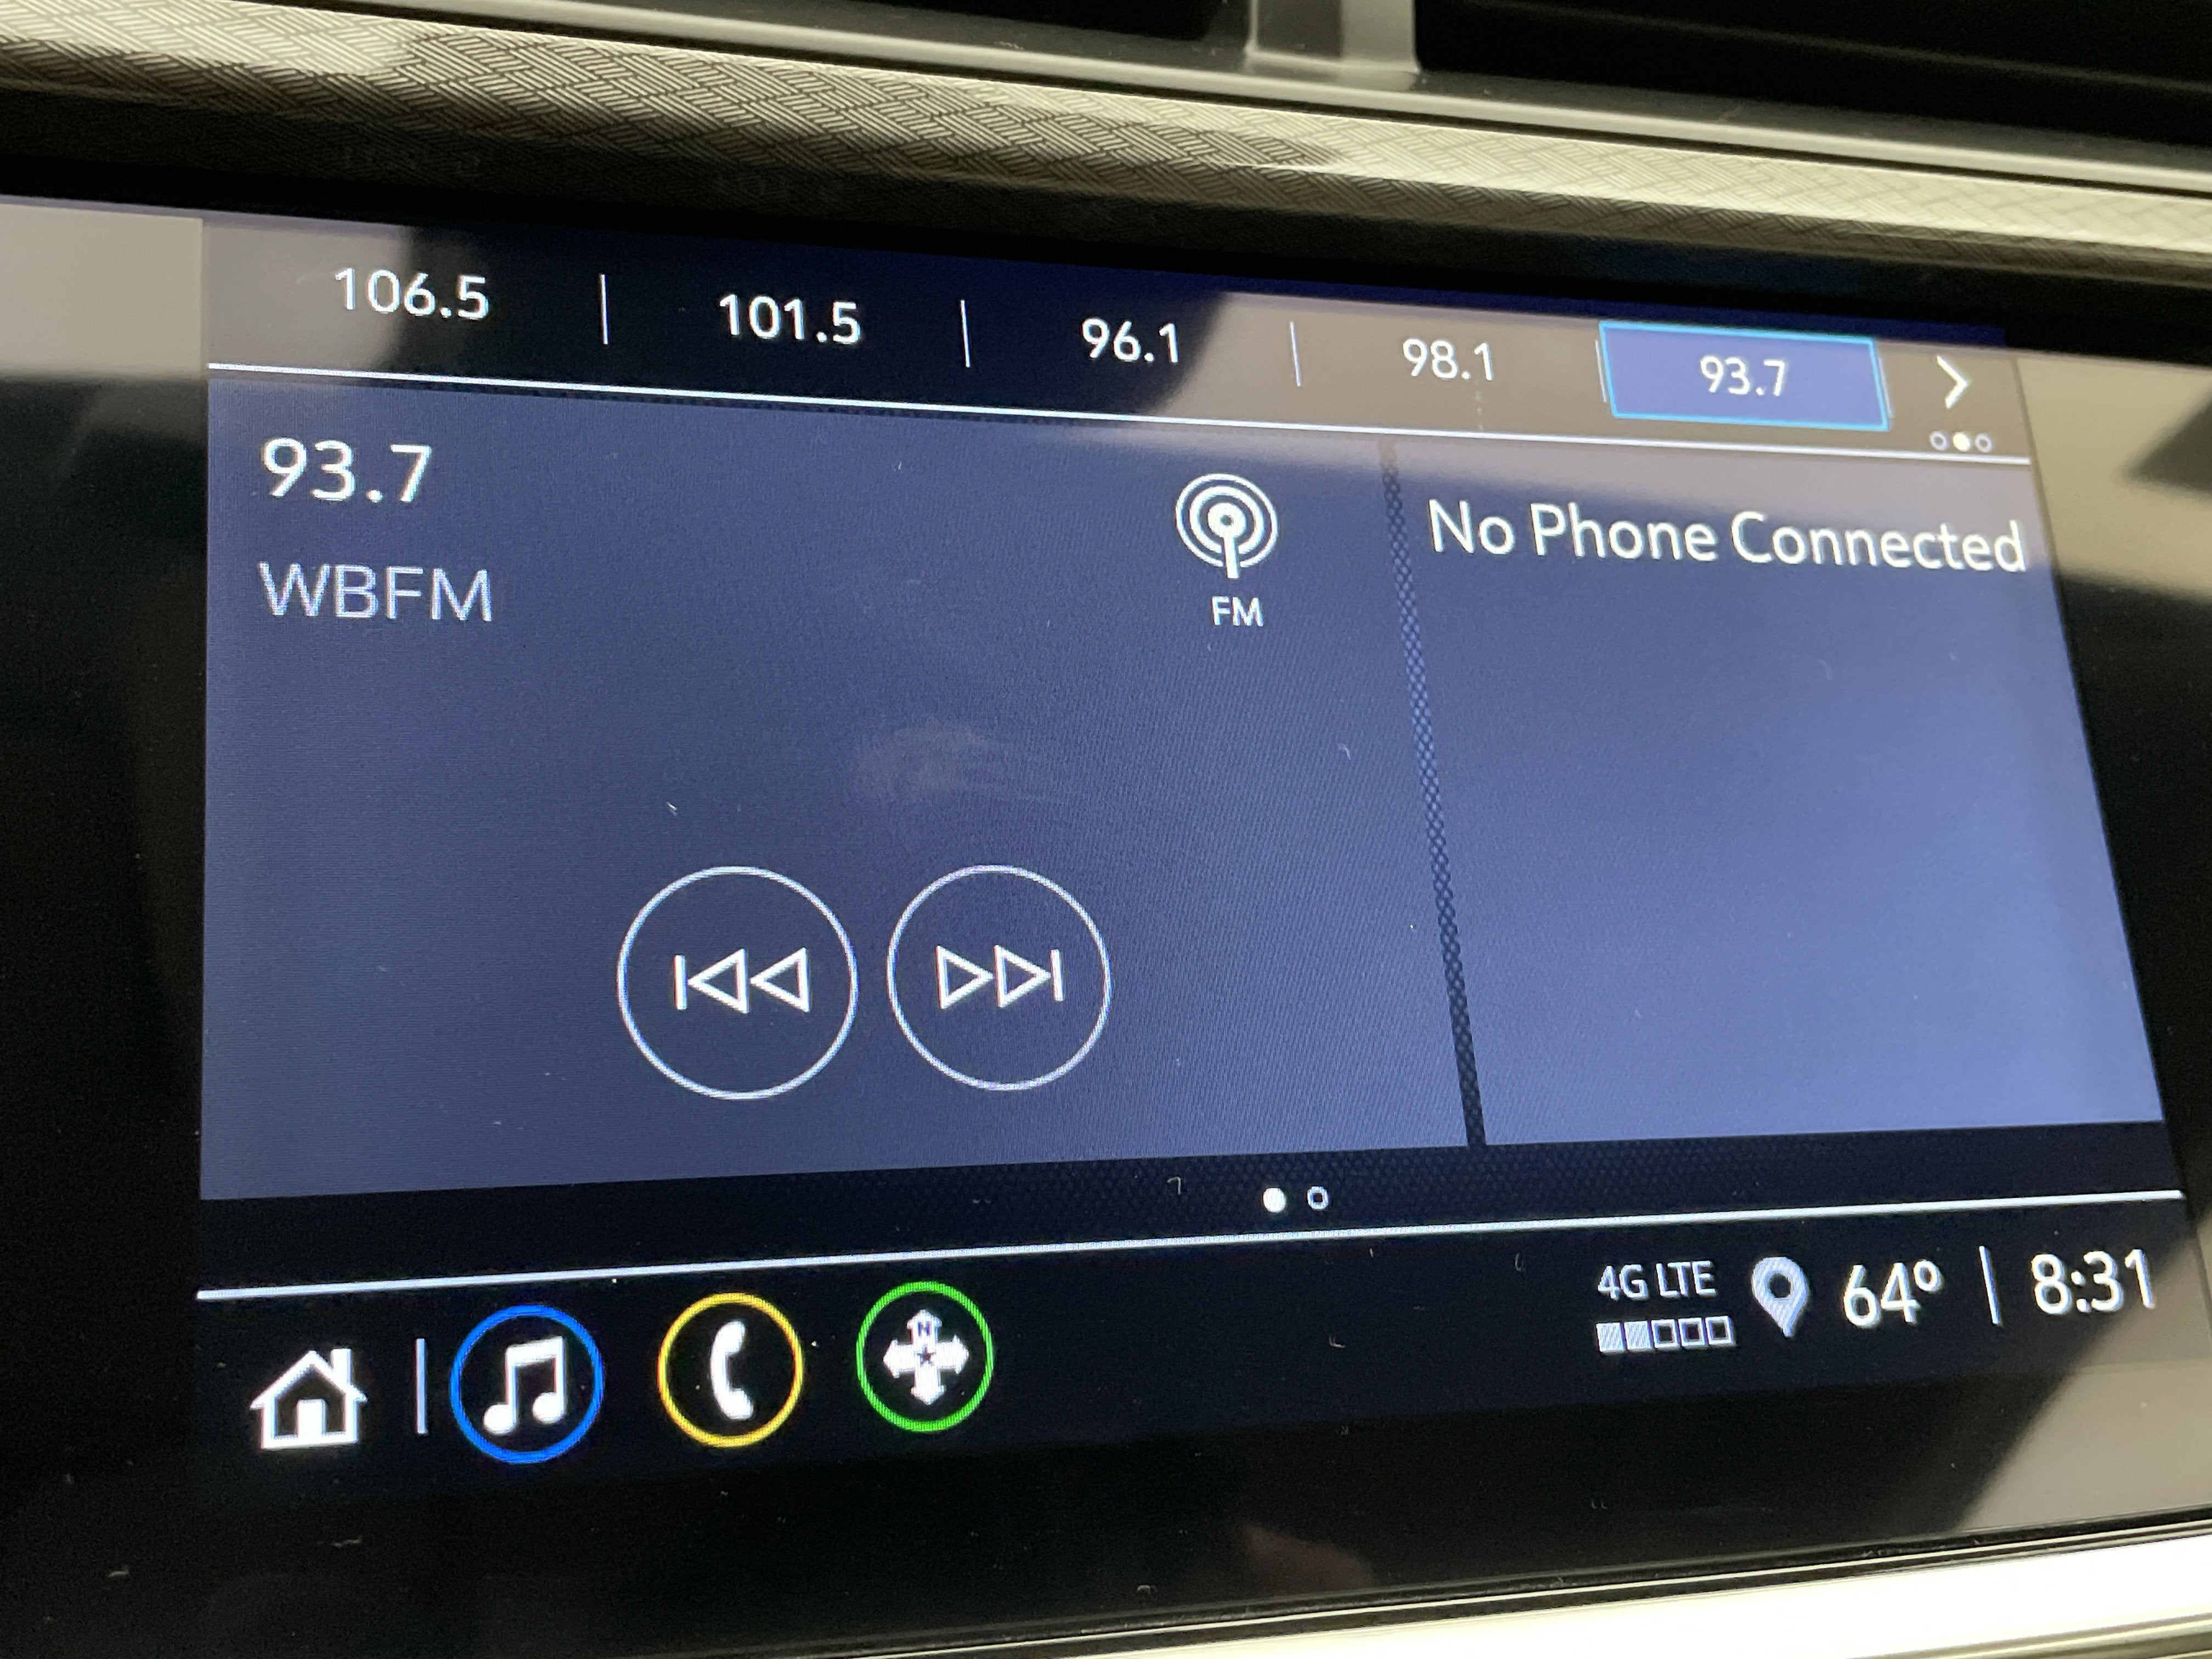 106.5 | 101.5 | 96.1 | 98.1 93.7
93.7
WBFM
FM
No Phone Connected
4G LTE
64° | 8:31
N